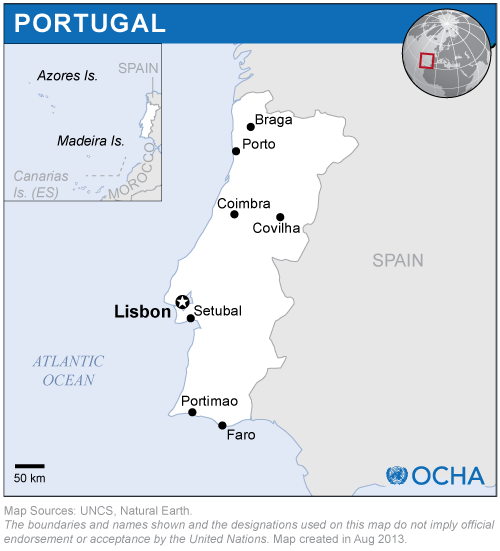 PORTUGAL
Azores Is.
SPAIN
Madeira Is.
Canarias
Is. (ES)
MOROCCO
Braga
Porto
Coimbra
Covilha
SPAIN
Lisbon
Setubal
ATLANTIC
OCEAN
Portimao
Faro
50 km
OCHA
Map Sources: UNCS, Natural Earth.
The boundaries and names shown and the designations used on this map do not imply official
endorsement or acceptance by the United Nations. Map created in Aug 2013.